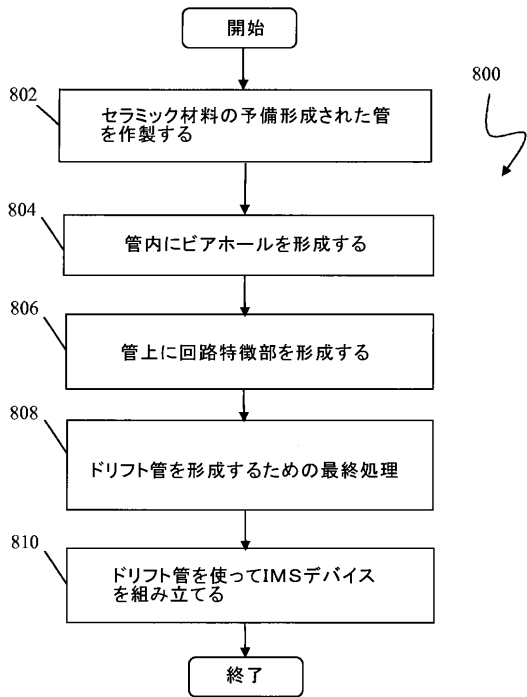 開始
800
802
セラミック材料の予備形成された管
を作製する
804
管内にビアホールを形成する
806
管上に回路特徴部を形成する
808
ドリフト管を形成するための最終処理
810
ドリフト管を使ってIMSデバイス
を組み立てる
終了